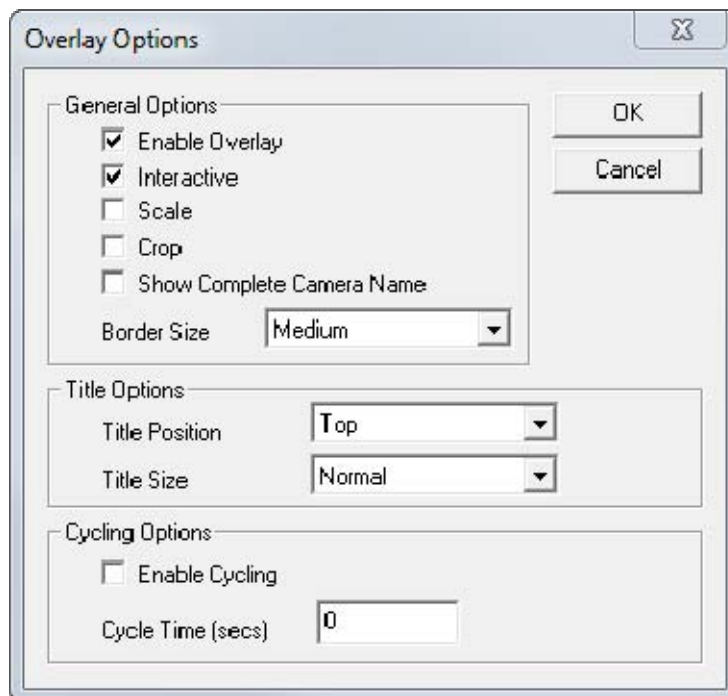 Overlay Options
General Options
Enable Overlay
Interactive
Scale
Crop
Show Complete Camera Name
Border Size Medium
OK
Cancel
Title Options
Title Position Top
Title Size Normal
Cycling Options
Enable Cycling
Cycle Time (secs) 0